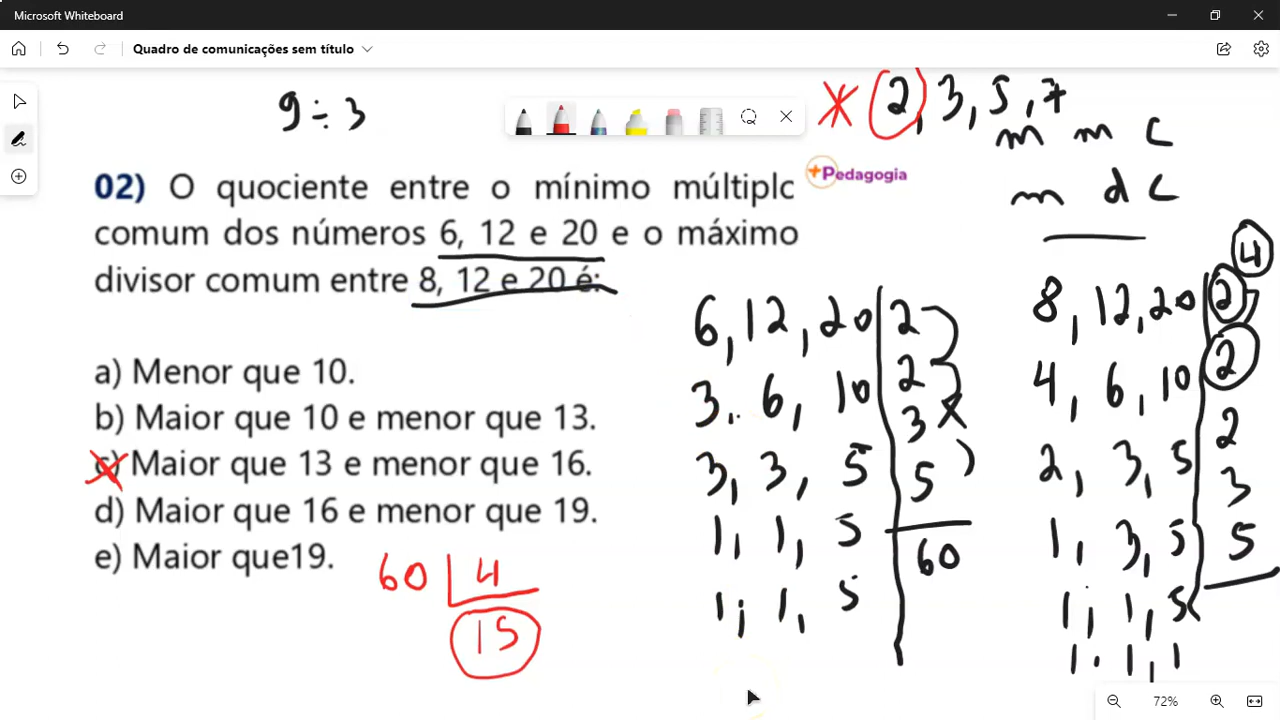 Microsoft Whiteboard
Quadro de comunicações sem título
9 ÷ 3
2, 3, 5, 7
m m c
m d c
+Pedagogia
02) O quociente entre o mínimo múltiplc
comum dos números 6, 12 e 20 e o máximo
divisor comum entre 8, 12 e 20 é:
a) Menor que 10.
b) Maior que 10 e menor que 13.
c) Maior que 13 e menor que 16.
d) Maior que 16 e menor que 19.
e) Maior que19.
60 4
15
6, 12, 20 2
3, 6, 10 2
3, 3, 5 3
1, 1, 5 5
1, 1, 5 60
4
8, 12, 20 2
4, 6, 10 2
2, 3, 5 2
1, 3, 5 3
1, 1, 5 5
1, 1, 1
72%